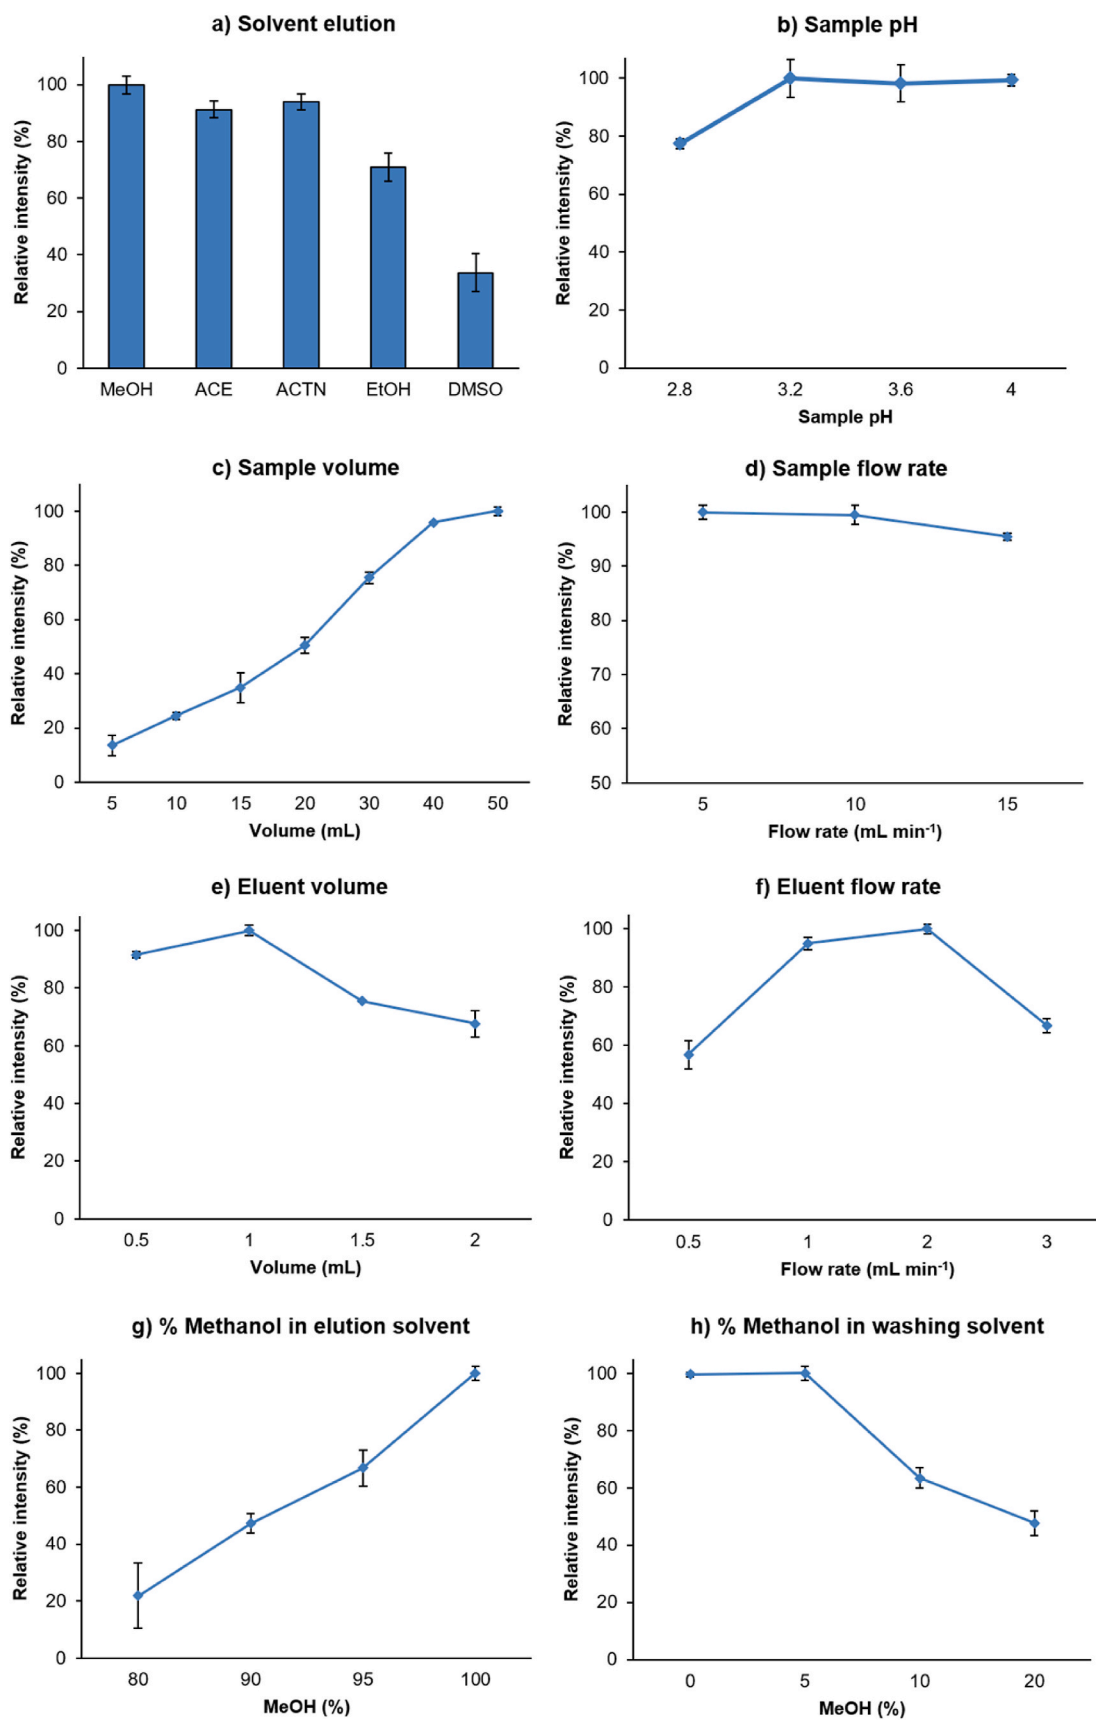 a) Solvent elution
Relative intensity (%)
100
80
60
40
20
0
MeOH ACE ACTN EtOH DMSO
b) Sample pH
Relative intensity (%)
100
80
60
40
20
0
2.8 3.2 3.6 4
Sample pH
c) Sample volume
Relative intensity (%)
100
80
60
40
20
0
5 10 15 20 30 40 50
Volume (mL)
d) Sample flow rate
Relative intensity (%)
100
90
80
70
60
50
5 10 15
Flow rate (mL min⁻¹)
e) Eluent volume
Relative intensity (%)
100
80
60
40
20
0
0.5 1 1.5 2
Volume (mL)
f) Eluent flow rate
Relative intensity (%)
100
80
60
40
20
0
0.5 1 2 3
Flow rate (mL min⁻¹)
g) % Methanol in elution solvent
Relative intensity (%)
100
80
60
40
20
0
80 90 95 100
MeOH (%)
h) % Methanol in washing solvent
Relative intensity (%)
100
80
60
40
20
0
0 5 10 20
MeOH (%)